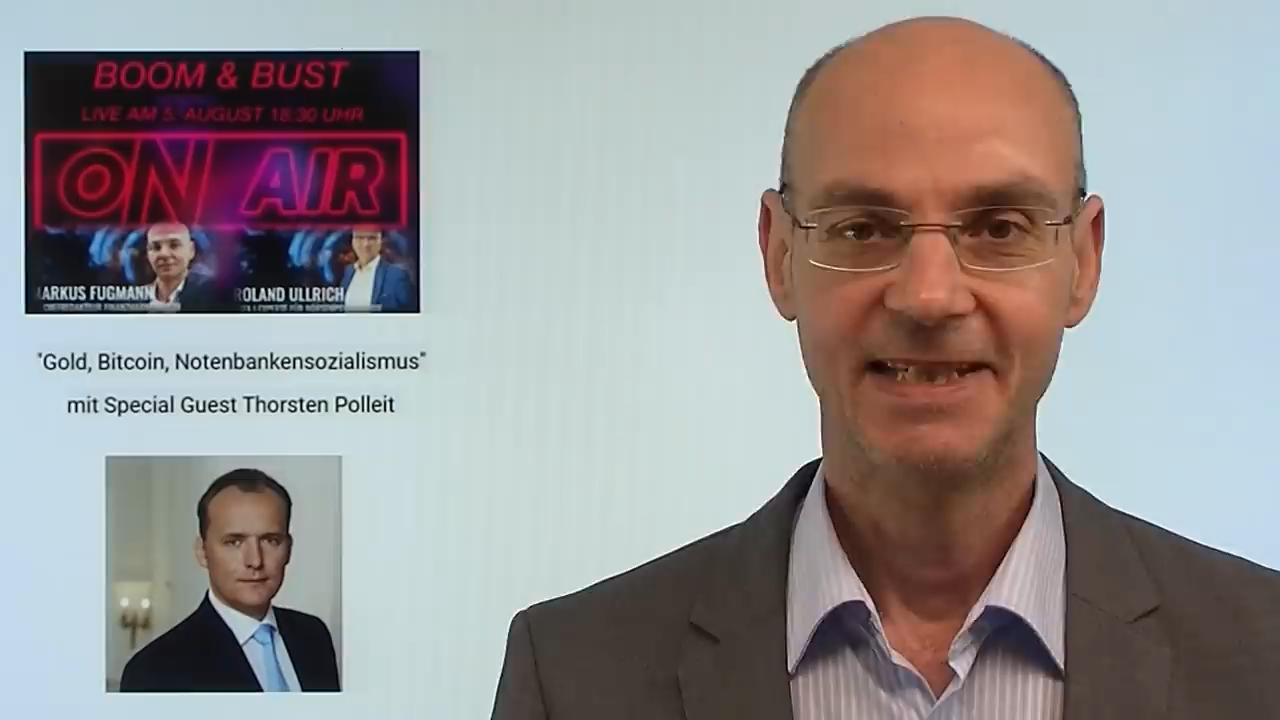 BOOM & BUST
LIVE AM 5. AUGUST 18:30 UHR
ON AIR
ARKUS FUGMANN
ROLAND ULLRICH
"Gold, Bitcoin, Notenbankensozialismus"
mit Special Guest Thorsten Polleit